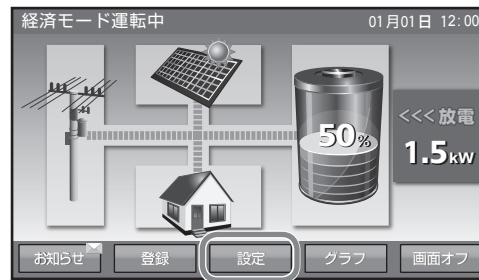 経済モード運転中
01月01日 12:00
50%
<<<放電
1.5kW
お知らせ
登録
設定
グラフ
画面オフ